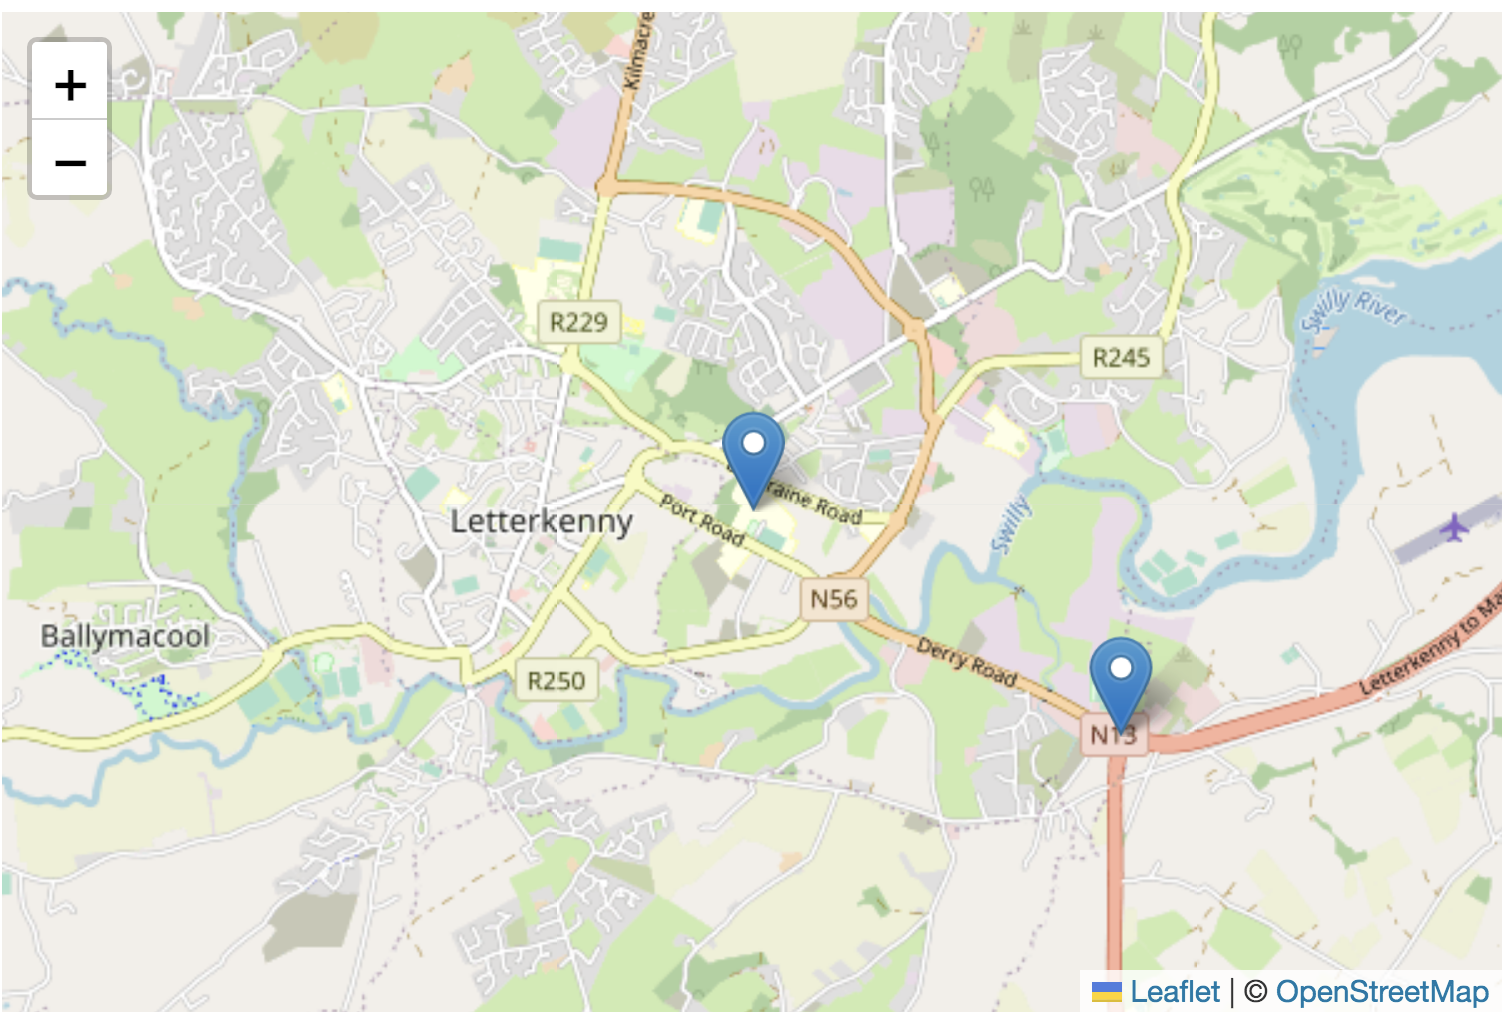 +
−
Kilmacre
R229
Swilly River
R245
raine Road
Port Road
Letterkenny
Swilly
N56
Ballymacool
R250
Derry Road
Letterkenny to Ma
N13
Leaflet | © OpenStreetMap